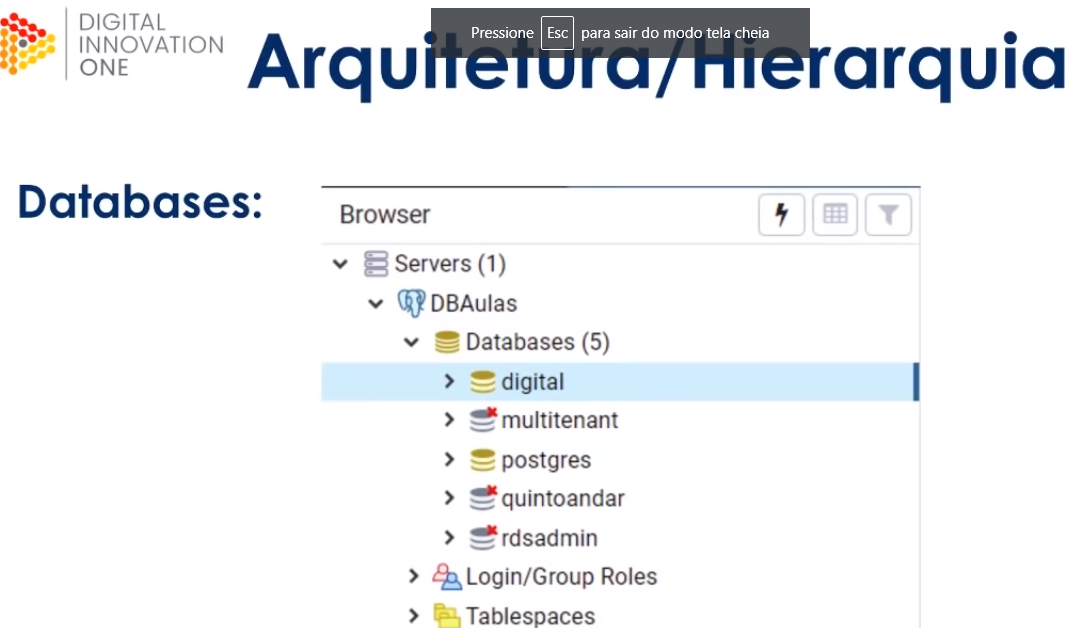 DIGITAL
INNOVATION
ONE
Pressione Esc para sair do modo tela cheia
Arquitetura/Hierarquia
Databases:
Browser
Servers (1)
DBAulas
Databases (5)
digital
multitenant
postgres
quintoandar
rdsadmin
Login/Group Roles
Tablespaces